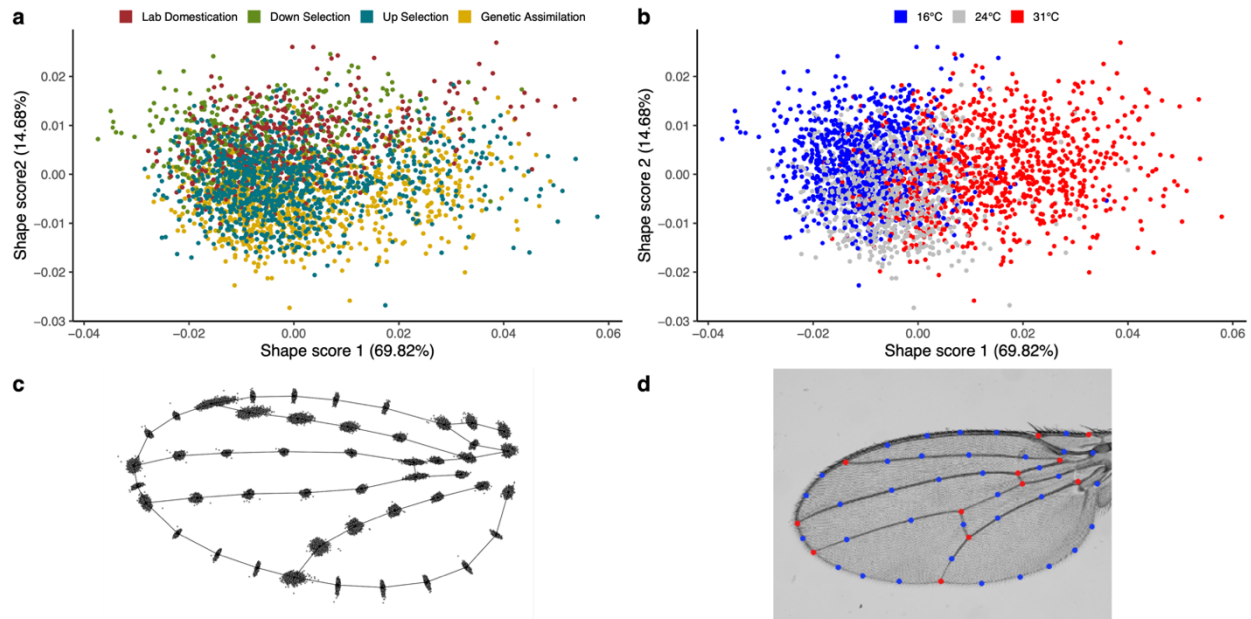 a
Lab Domestication Down Selection Up Selection Genetic Assimilation
Shape score2 (14.68%)
0.02
0.01
0.00
−0.01
−0.02
−0.03
−0.04 −0.02 0.00 0.02 0.04 0.06
Shape score 1 (69.82%)
b
16°C 24°C 31°C
Shape score 2 (14.68%)
0.02
0.01
0.00
−0.01
−0.02
−0.03
−0.04 −0.02 0.00 0.02 0.04 0.06
Shape score 1 (69.82%)
c
d